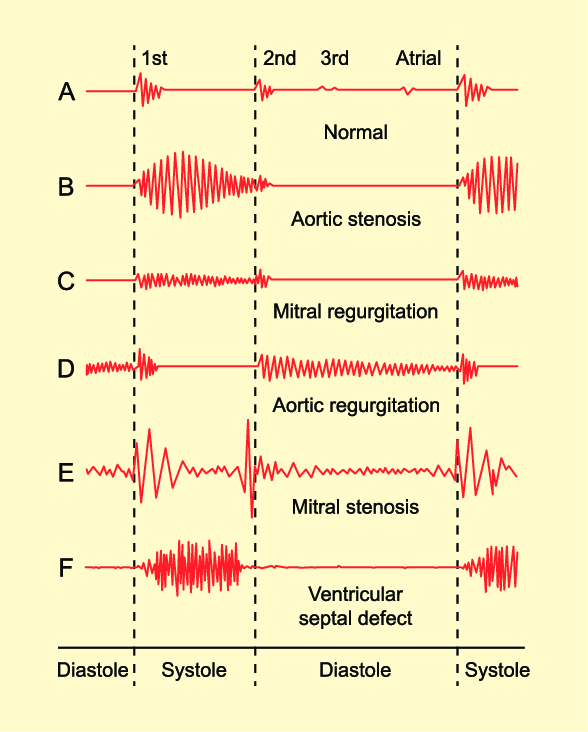 1st 2nd 3rd Atrial
A
Normal
B
Aortic stenosis
C
Mitral regurgitation
D
Aortic regurgitation
E
Mitral stenosis
F
Ventricular
septal defect
Diastole Systole Diastole Systole